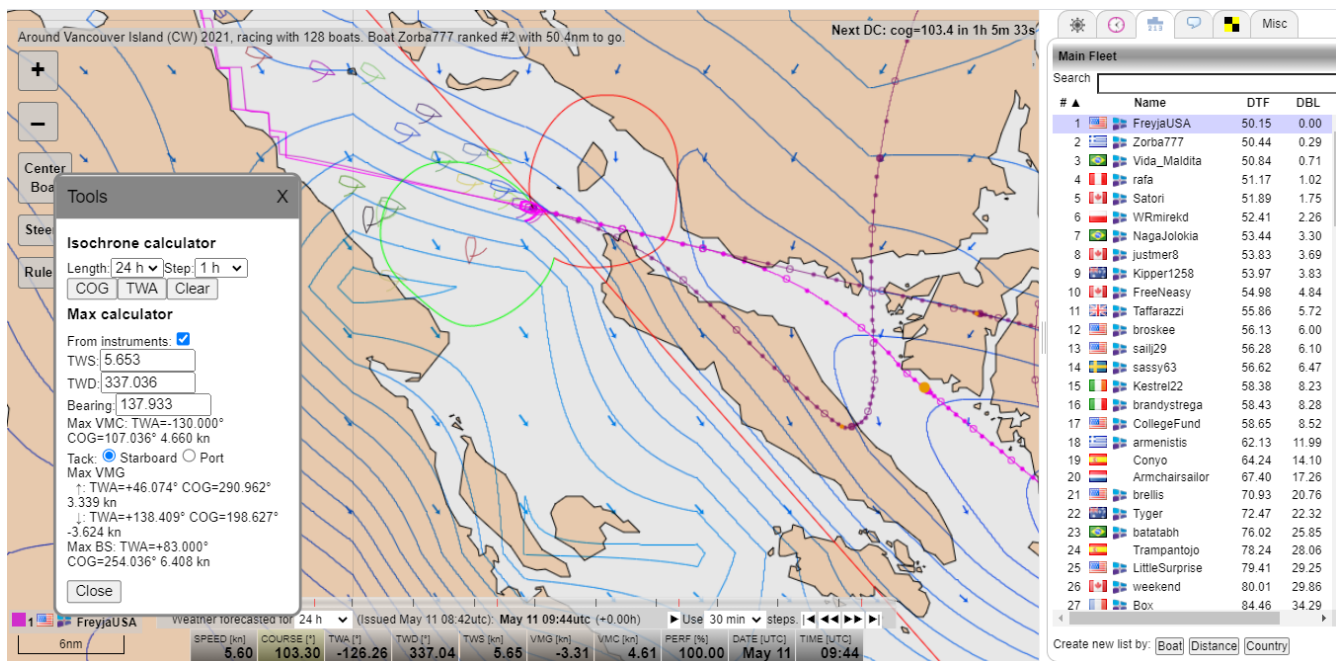 Around Vancouver Island (CW) 2021, racing with 128 boats. Boat Zorba777 ranked #2 with 50.4nm to go.
Next DC: cog=103.4 in 1h 5m 33s
+
−
Center
Boat
Steer
Rule
Tools X
Isochrone calculator
Length: 24 h Step: 1 h
COG TWA Clear
Max calculator
From instruments:
TWS: 5.653
TWD: 337.036
Bearing: 137.933
Max VMC: TWA=-130.000°
COG=107.036° 4.660 kn
Tack: Starboard Port
Max VMG
↑: TWA=+46.074° COG=290.962°
3.339 kn
↓: TWA=+138.409° COG=198.627°
-3.624 kn
Max BS: TWA=+83.000°
COG=254.036° 6.408 kn
Close
1 FreyjaUSA
Weather forecasted for 24 h (Issued May 11 08:42utc): May 11 09:44utc (+0.00h) Use 30 min steps.
6nm
SPEED [kn] COURSE [°] TWA [°] TWD [°] TWS [kn] VMG [kn] VMC [kn] PERF [%] DATE [UTC] TIME [UTC]
5.60 103.30 -126.26 337.04 5.65 -3.31 4.61 100.00 May 11 09:44
Misc
Main Fleet
Search
# ▲ Name DTF DBL
1 FreyjaUSA 50.15 0.00
2 Zorba777 50.44 0.29
3 Vida_Maldita 50.84 0.71
4 rafa 51.17 1.02
5 Satori 51.89 1.75
6 WRmirekd 52.41 2.26
7 NagaJolokia 53.44 3.30
8 justmer8 53.83 3.69
9 Kipper1258 53.97 3.83
10 FreeNeasy 54.98 4.84
11 Taffarazzi 55.86 5.72
12 broskee 56.13 6.00
13 sailj29 56.28 6.10
14 sassy63 56.62 6.47
15 Kestrel22 58.38 8.23
16 brandystrega 58.43 8.28
17 CollegeFund 58.65 8.52
18 armenistis 62.13 11.99
19 Conyo 64.24 14.10
20 Armchairsailor 67.40 17.26
21 brellis 70.93 20.76
22 Tyger 72.47 22.32
23 batatabh 76.02 25.85
24 Trampantojo 78.24 28.06
25 LittleSurprise 79.41 29.25
26 weekend 80.01 29.86
27 Box 84.46 34.29
Create new list by: Boat Distance Country